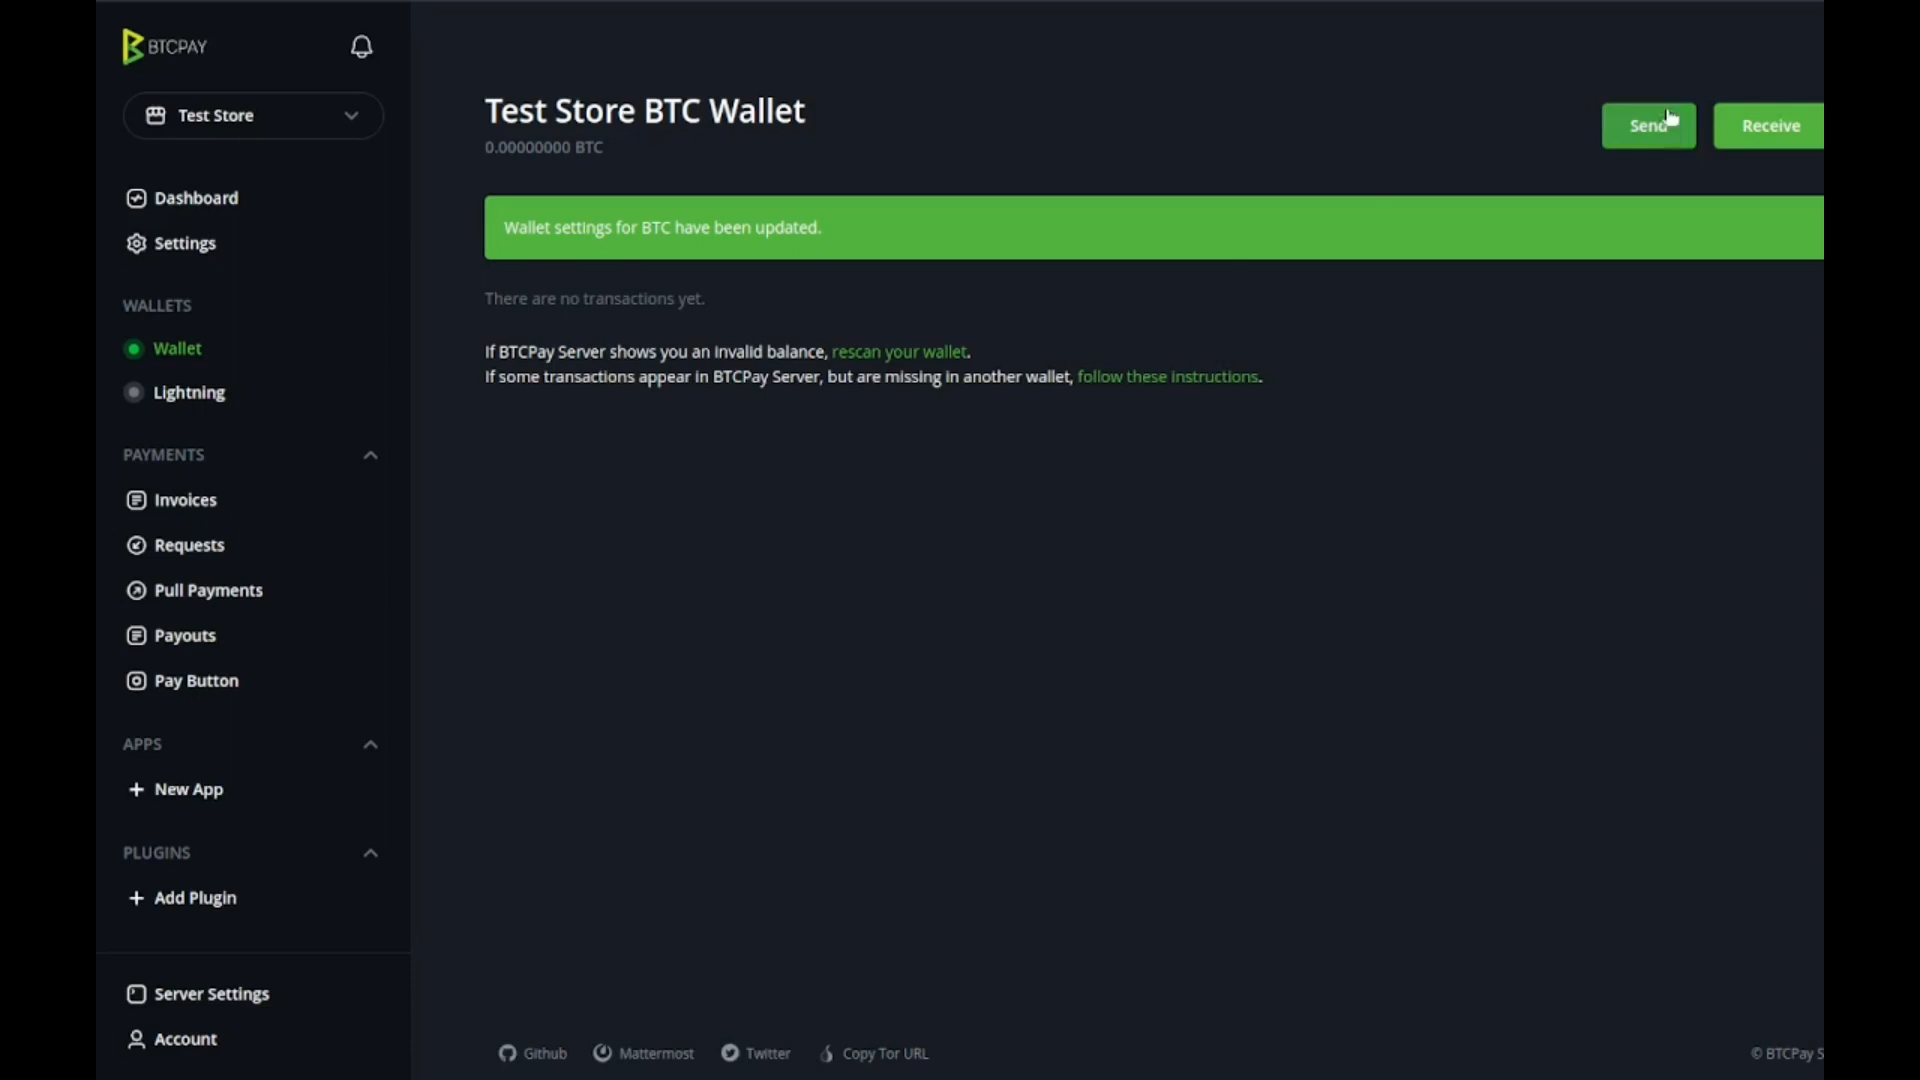 BTCPAY
Test Store
Dashboard
Settings
WALLETS
Wallet
Lightning
PAYMENTS
Invoices
Requests
Pull Payments
Payouts
Pay Button
APPS
New App
PLUGINS
Add Plugin
Server Settings
Account
Test Store BTC Wallet
0.00000000 BTC
Send
Receive
Wallet settings for BTC have been updated.
There are no transactions yet.
If BTCPay Server shows you an invalid balance, rescan your wallet.
If some transactions appear in BTCPay Server, but are missing in another wallet, follow these instructions.
Github Mattermost Twitter Copy Tor URL
© BTCPay S